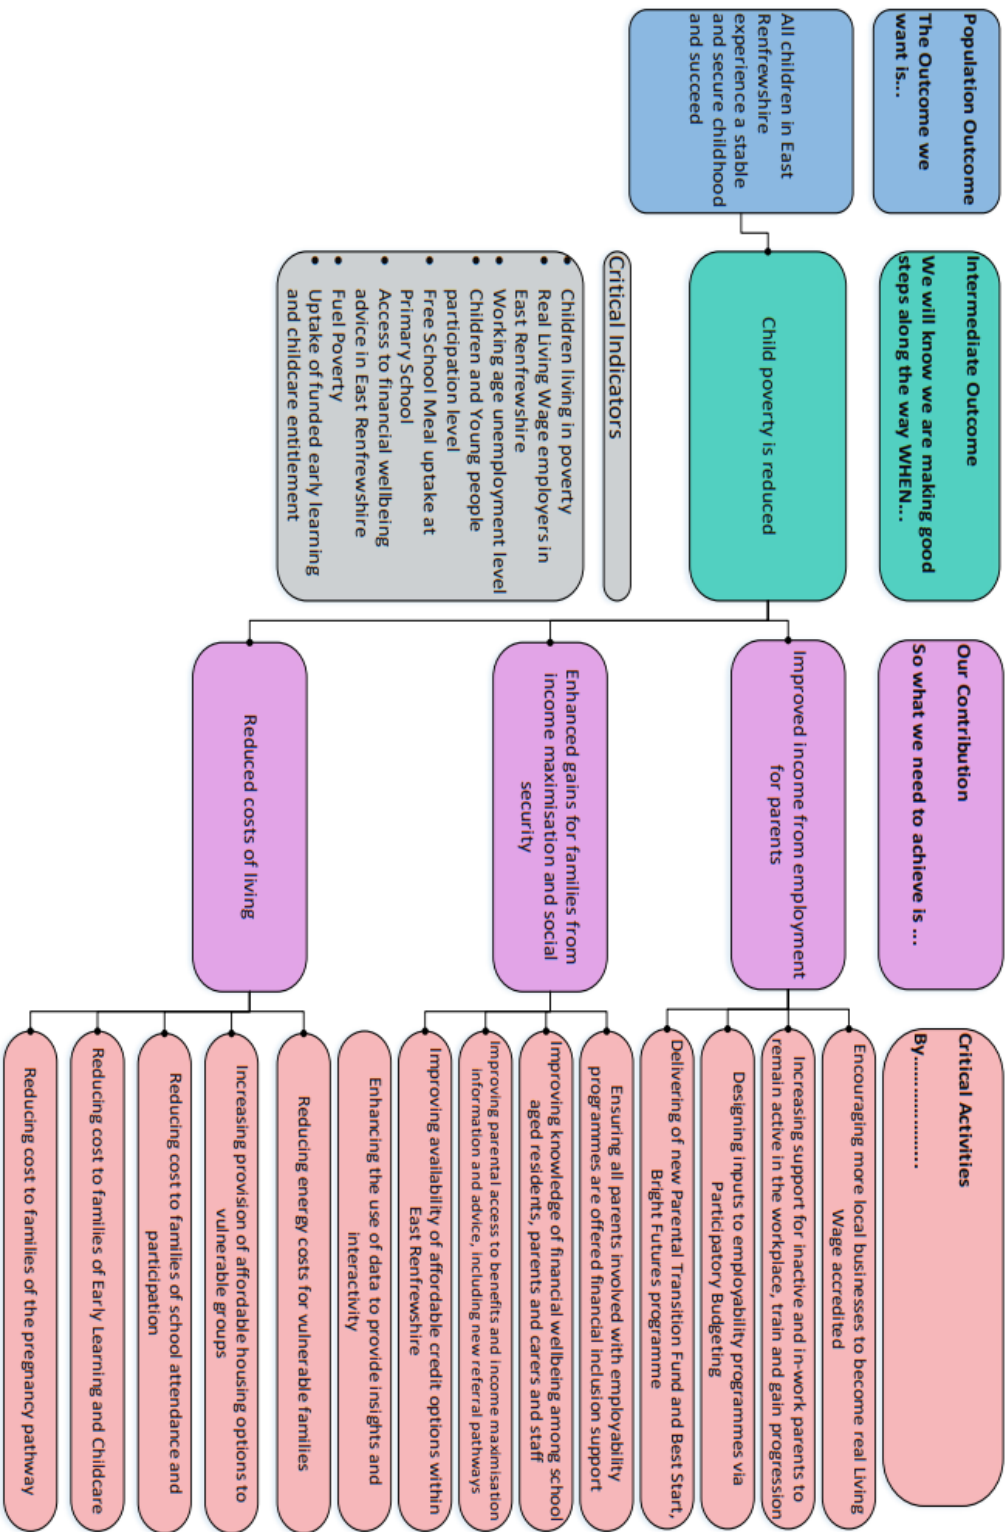 Population Outcome
The Outcome we
want is...
All children in East
Renfrewshire
experience a stable
and secure childhood
and succeed
Intermediate Outcome
We will know we are making good
steps along the way WHEN...
Child poverty is reduced
Critical Indicators
• Children living in poverty
• Real Living Wage employers in
East Renfrewshire
• Working age unemployment level
• Children and Young people
participation level
• Free School Meal uptake at
Primary School
• Access to financial wellbeing
advice in East Renfrewshire
• Fuel Poverty
• Uptake of funded early learning
and childcare entitlement
Our Contribution
So what we need to achieve is ...
Improved income from employment
for parents
Enhanced gains for families from
income maximisation and social
security
Reduced costs of living
Critical Activities
By...................
Encouraging more local businesses to become real Living
Wage accredited
Increasing support for inactive and in-work parents to
remain active in the workplace, train and gain progression
Designing inputs to employability programmes via
Participatory Budgeting
Delivering of new Parental Transition Fund and Best Start,
Bright Futures programme
Ensuring all parents involved with employability
programmes are offered financial inclusion support
Improving knowledge of financial wellbeing among school
aged residents, parents and carers and staff
Improving parental access to benefits and income maximisation
information and advice, including new referral pathways
Improving availability of affordable credit options within
East Renfrewshire
Enhancing the use of data to provide insights and
interactivity
Reducing energy costs for vulnerable families
Increasing provision of affordable housing options to
vulnerable groups
Reducing cost to families of school attendance and
participation
Reducing cost to families of Early Learning and Childcare
Reducing cost to families of the pregnancy pathway